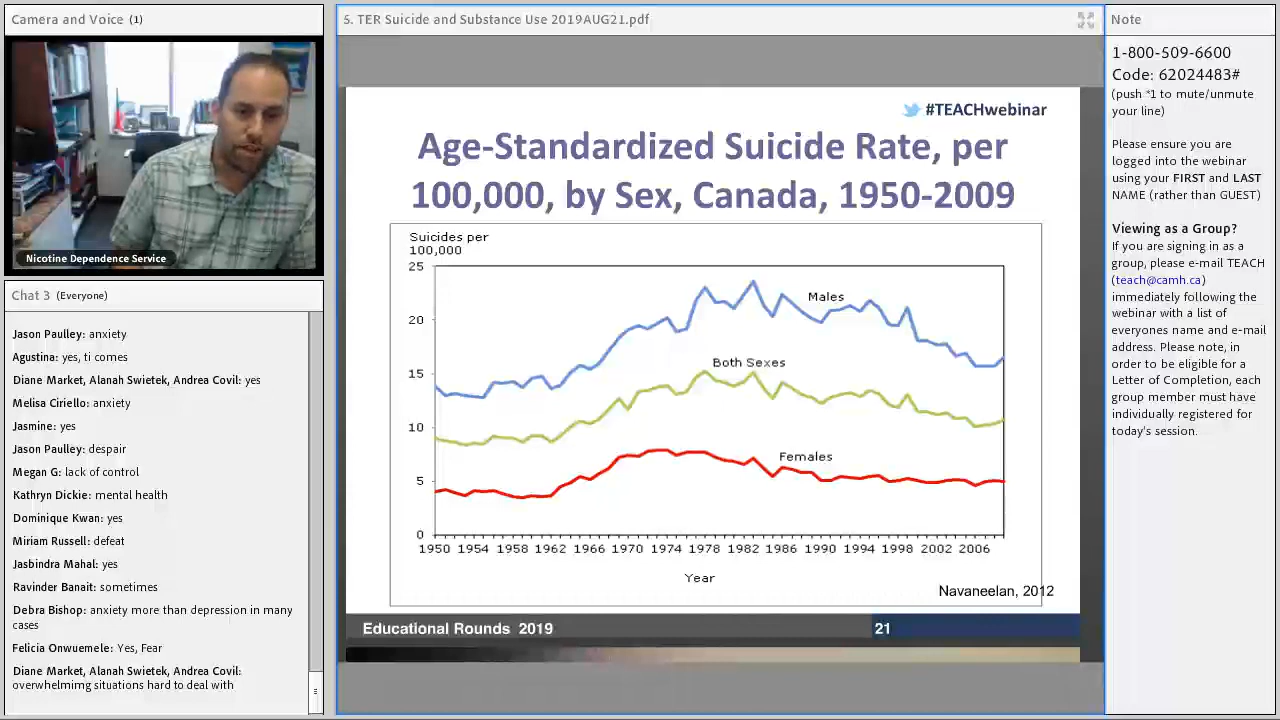 Camera and Voice (1)
Nicotine Dependence Service
Chat 3 (Everyone)
Jason Paulley: anxiety
Agustina: yes, ti comes
Diane Market, Alanah Swietek, Andrea Covil: yes
Melisa Ciriello: anxiety
Jasmine: yes
Jason Paulley: despair
Megan G: lack of control
Kathryn Dickie: mental health
Dominique Kwan: yes
Miriam Russell: defeat
Jasbindra Mahal: yes
Ravinder Banait: sometimes
Debra Bishop: anxiety more than depression in many
cases
Felicia Onwuemele: Yes, Fear
Diane Market, Alanah Swietek, Andrea Covil:
overwhelmimg situations hard to deal with
5. TER Suicide and Substance Use 2019AUG21.pdf
#TEACHwebinar
Age-Standardized Suicide Rate, per
100,000, by Sex, Canada, 1950-2009
Suicides per
100,000
25
20
15
10
5
0
Males
Both Sexes
Females
1950 1954 1958 1962 1966 1970 1974 1978 1982 1986 1990 1994 1998 2002 2006
Year
Navaneelan, 2012
Educational Rounds 2019
21
Note
1-800-509-6600
Code: 62024483#
(push *1 to mute/unmute
your line)
Please ensure you are
logged into the webinar
using your FIRST and LAST
NAME (rather than GUEST)
Viewing as a Group?
If you are signing in as a
group, please e-mail TEACH
(teach@camh.ca)
immediately following the
webinar with a list of
everyones name and e-mail
address. Please note, in
order to be eligible for a
Letter of Completion, each
group member must have
individually registered for
today's session.